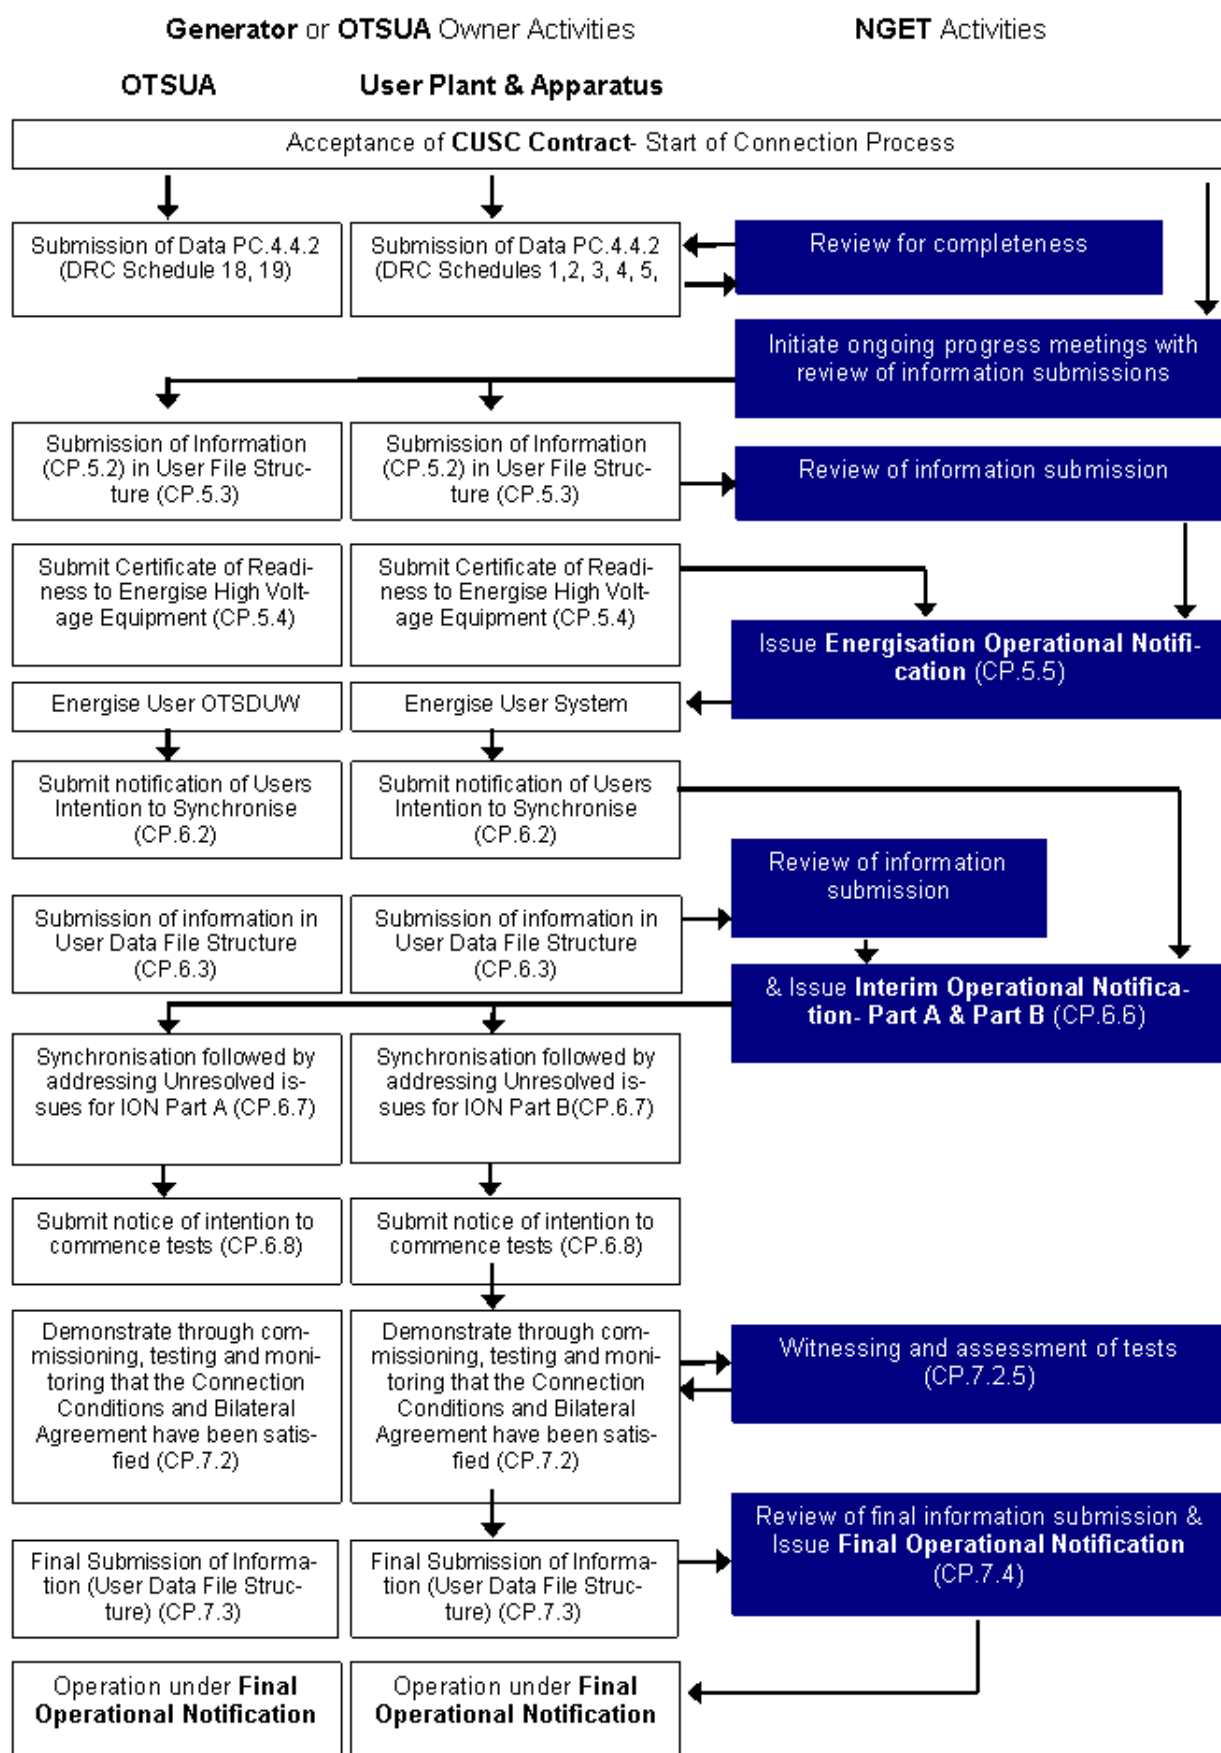 Generator or OTSUA Owner Activities
NGET Activities
OTSUA
User Plant & Apparatus
Acceptance of CUSC Contract- Start of Connection Process
Submission of Data PC.4.4.2
(DRC Schedule 18, 19)
Submission of Data PC.4.4.2
(DRC Schedules 1,2, 3, 4, 5,
Review for completeness
Initiate ongoing progress meetings with
review of information submissions
Submission of Information
(CP.5.2) in User File Struc-
ture (CP.5.3)
Submission of Information
(CP.5.2) in User File Struc-
ture (CP.5.3)
Review of information submission
Submit Certificate of Readi-
ness to Energise High Volt-
age Equipment (CP.5.4)
Submit Certificate of Readi-
ness to Energise High Volt-
age Equipment (CP.5.4)
Issue Energisation Operational Notifi-
cation (CP.5.5)
Energise User OTSDUW
Energise User System
Submit notification of Users
Intention to Synchronise
(CP.6.2)
Submit notification of Users
Intention to Synchronise
(CP.6.2)
Review of information
submission
Submission of information in
User Data File Structure
(CP.6.3)
Submission of information in
User Data File Structure
(CP.6.3)
& Issue Interim Operational Notifica-
tion- Part A & Part B (CP.6.6)
Synchronisation followed by
addressing Unresolved is-
sues for ION Part A (CP.6.7)
Synchronisation followed by
addressing Unresolved is-
sues for ION Part B(CP.6.7)
Submit notice of intention to
commence tests (CP.6.8)
Submit notice of intention to
commence tests (CP.6.8)
Demonstrate through com-
missioning, testing and moni-
toring that the Connection
Conditions and Bilateral
Agreement have been satis-
fied (CP.7.2)
Demonstrate through com-
missioning, testing and moni-
toring that the Connection
Conditions and Bilateral
Agreement have been satis-
fied (CP.7.2)
Witnessing and assessment of tests
(CP.7.2.5)
Review of final information submission &
Issue Final Operational Notification
(CP.7.4)
Final Submission of Informa-
tion (User Data File Struc-
ture) (CP.7.3)
Final Submission of Informa-
tion (User Data File Struc-
ture) (CP.7.3)
Operation under Final
Operational Notification
Operation under Final
Operational Notification